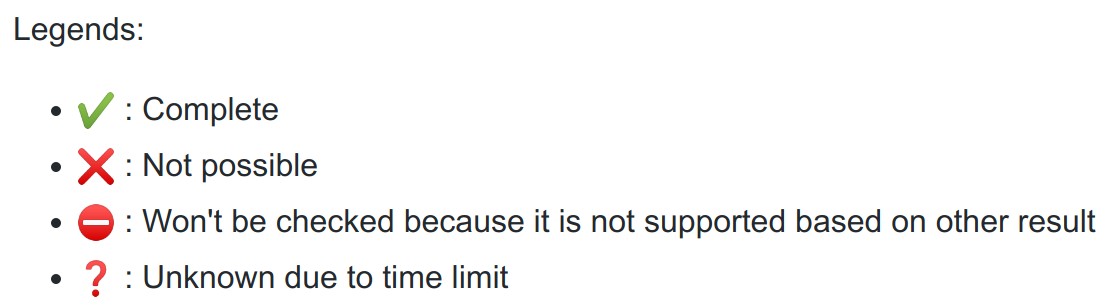 Legends:
• ✔️ : Complete
• ❌ : Not possible
• ⛔ : Won't be checked because it is not supported based on other result
• ❓ : Unknown due to time limit